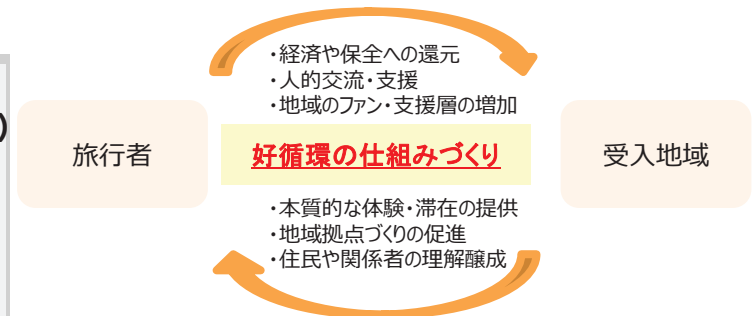 ・経済や保全への還元
・人的交流・支援
・地域のファン・支援層の増加
)
旅行者
好循環の仕組みづくり
受入地域
・本質的な体験・滞在の提供
・地域拠点づくりの促進
・住民や関係者の理解醸成